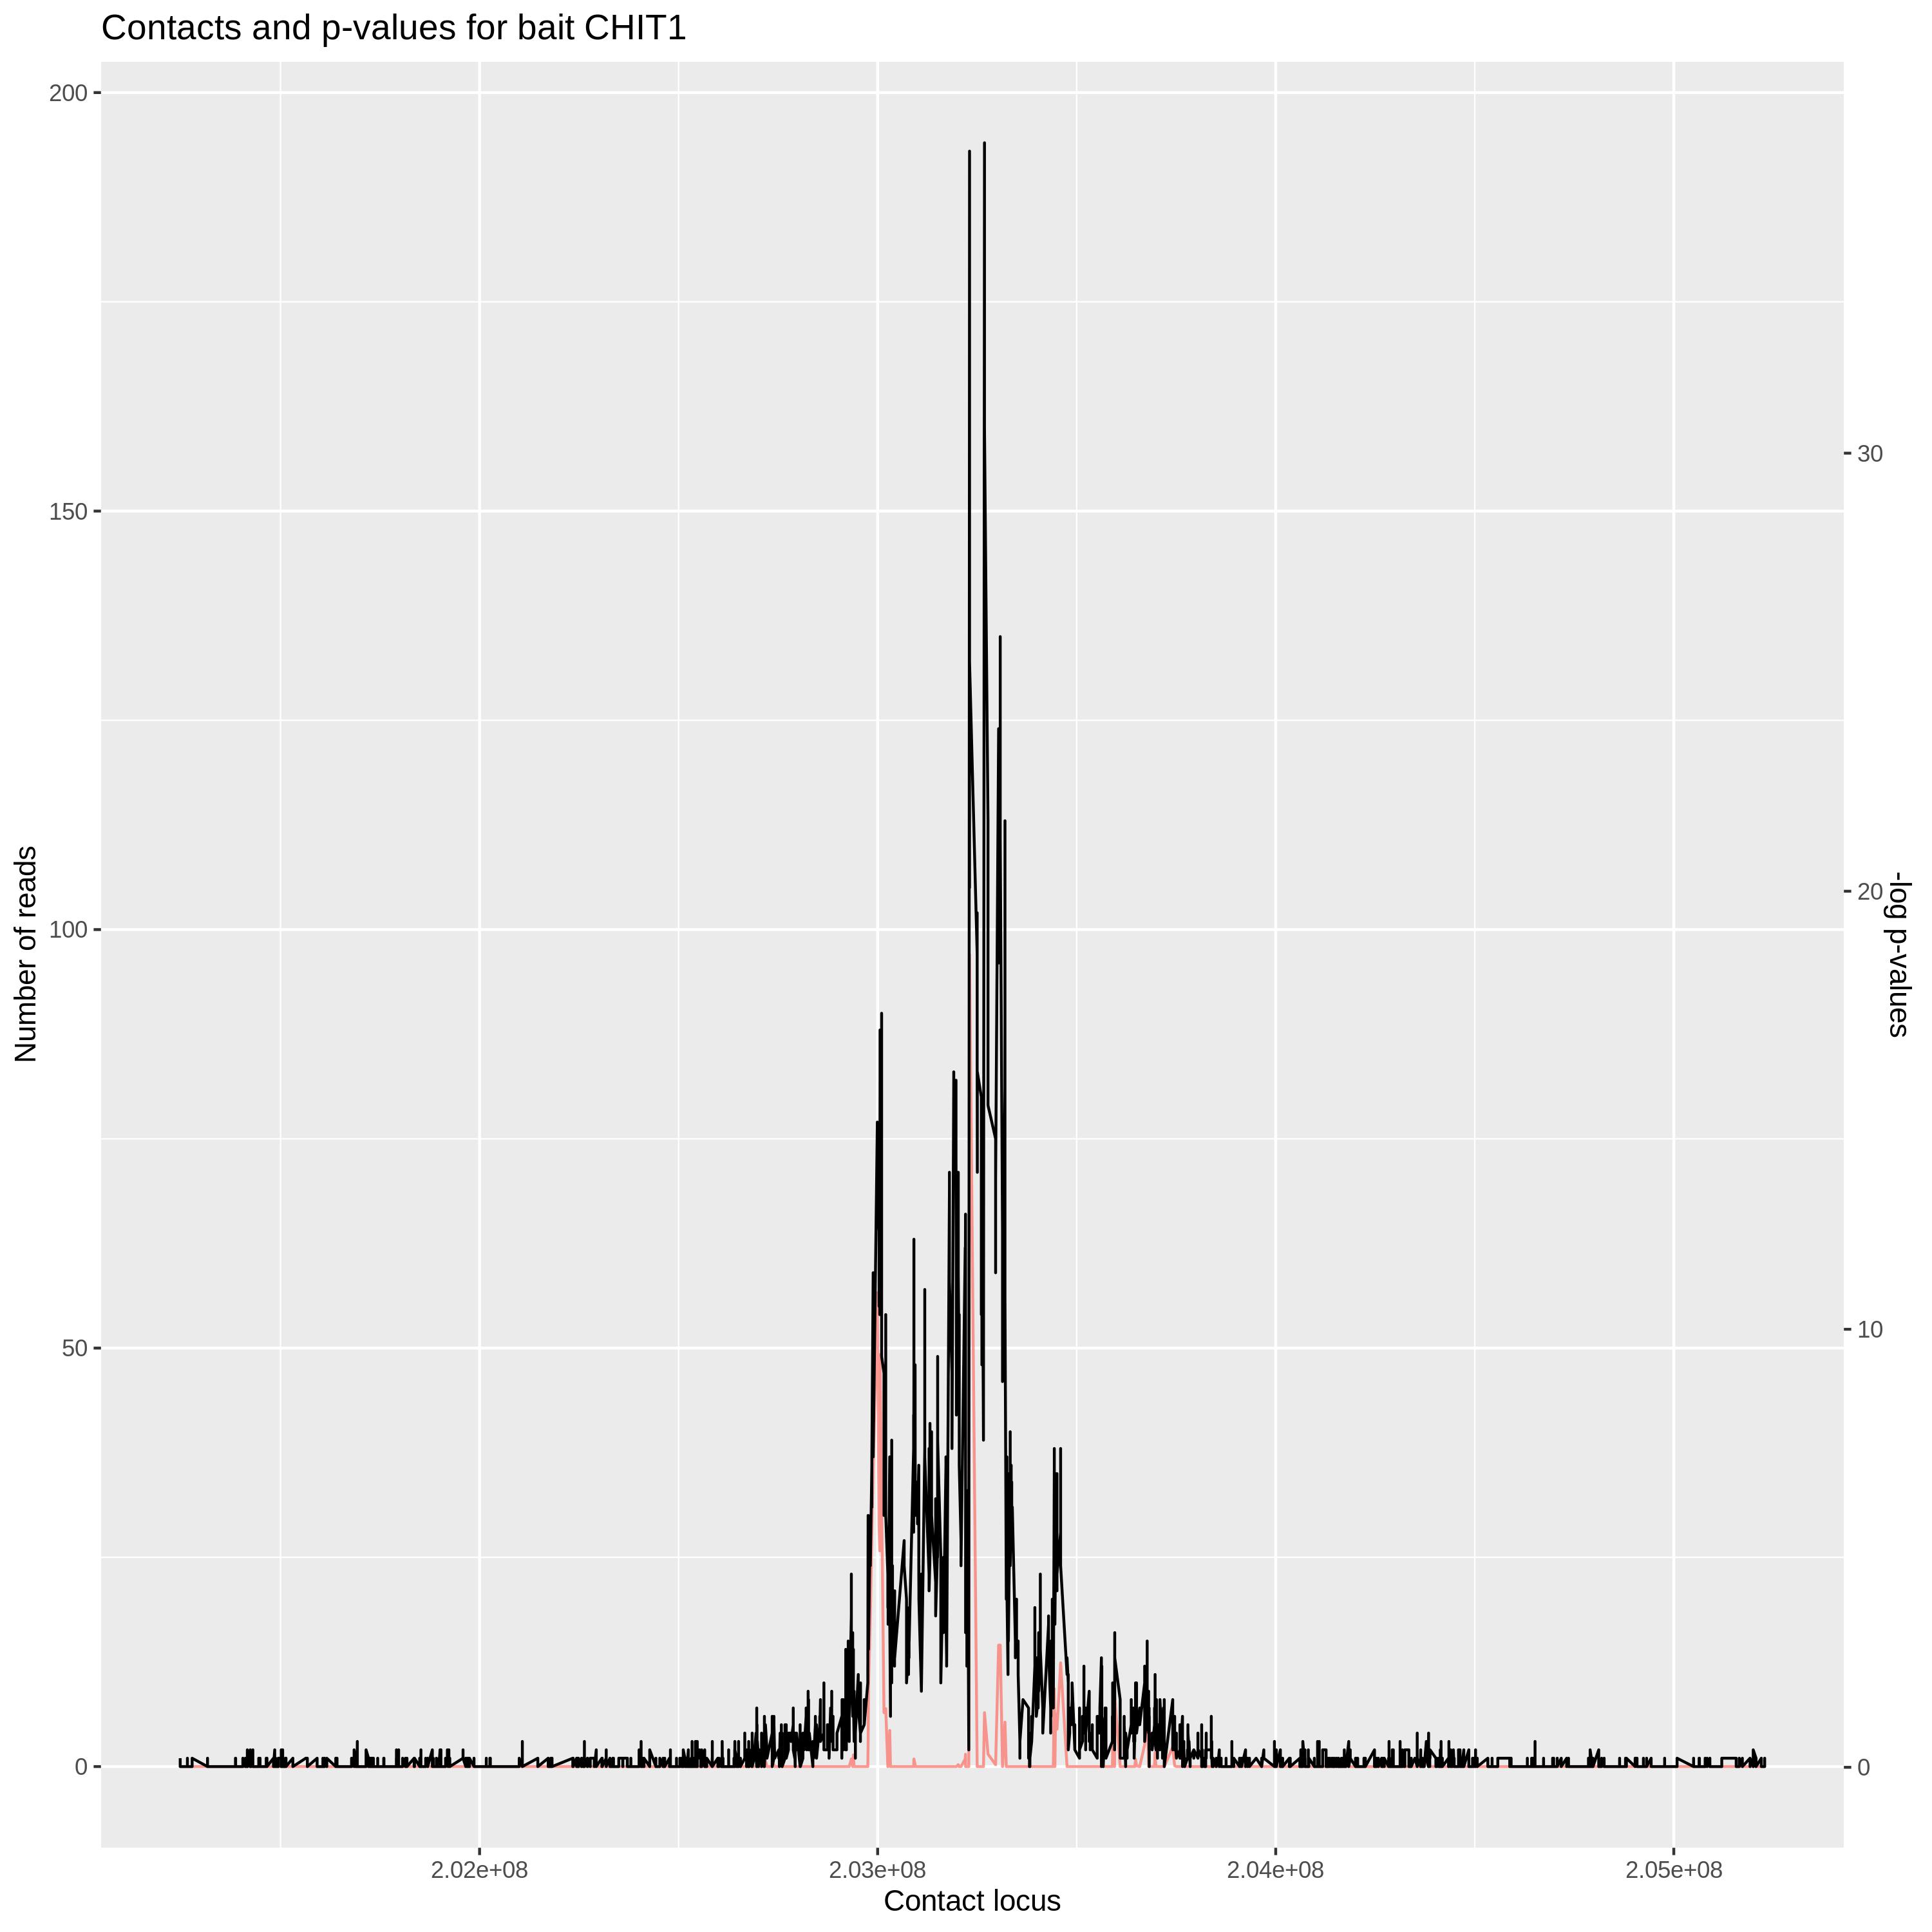 Contacts and p-values for bait CHIT1
200
150
100
50
0
Number of reads
30
20
10
0
-log p-values
2.02e+08
2.03e+08
2.04e+08
2.05e+08
Contact locus